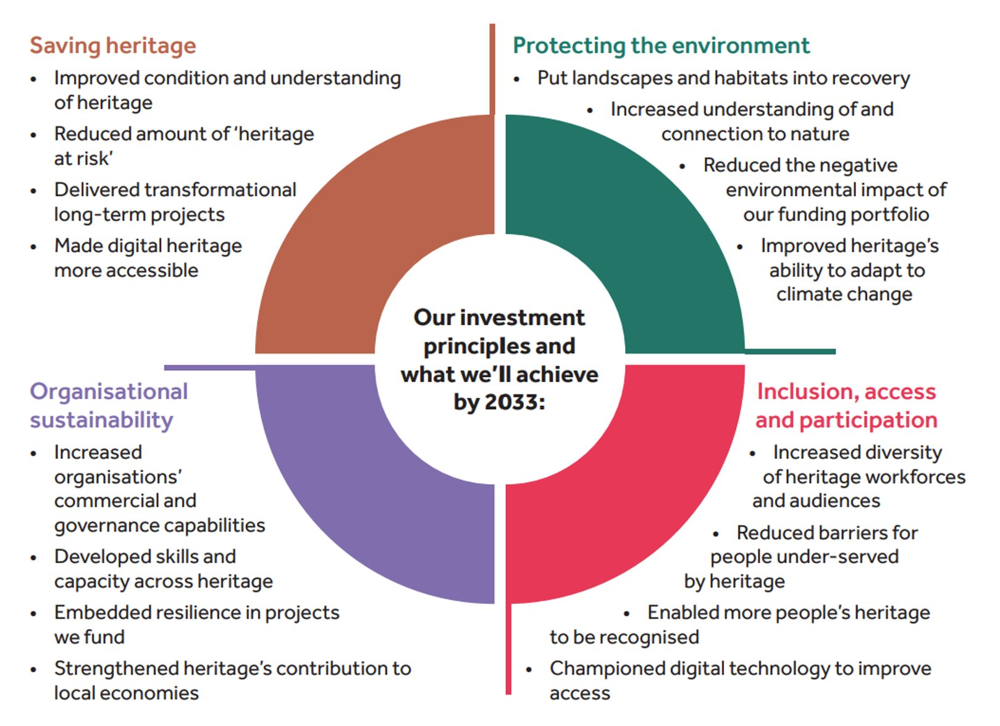 Saving heritage
• Improved condition and understanding
of heritage
• Reduced amount of ‘heritage
at risk’
• Delivered transformational
long-term projects
• Made digital heritage
more accessible
Protecting the environment
• Put landscapes and habitats into recovery
• Increased understanding of and
connection to nature
• Reduced the negative
environmental impact of
our funding portfolio
• Improved heritage’s
ability to adapt to
climate change
Our investment
principles and
what we’ll achieve
by 2033:
Organisational
sustainability
• Increased
organisations’
commercial and
governance capabilities
• Developed skills and
capacity across heritage
• Embedded resilience in projects
we fund
• Strengthened heritage’s contribution to
local economies
Inclusion, access
and participation
• Increased diversity
of heritage workforces
and audiences
• Reduced barriers for
people under-served
by heritage
• Enabled more people’s heritage
to be recognised
• Championed digital technology to improve
access